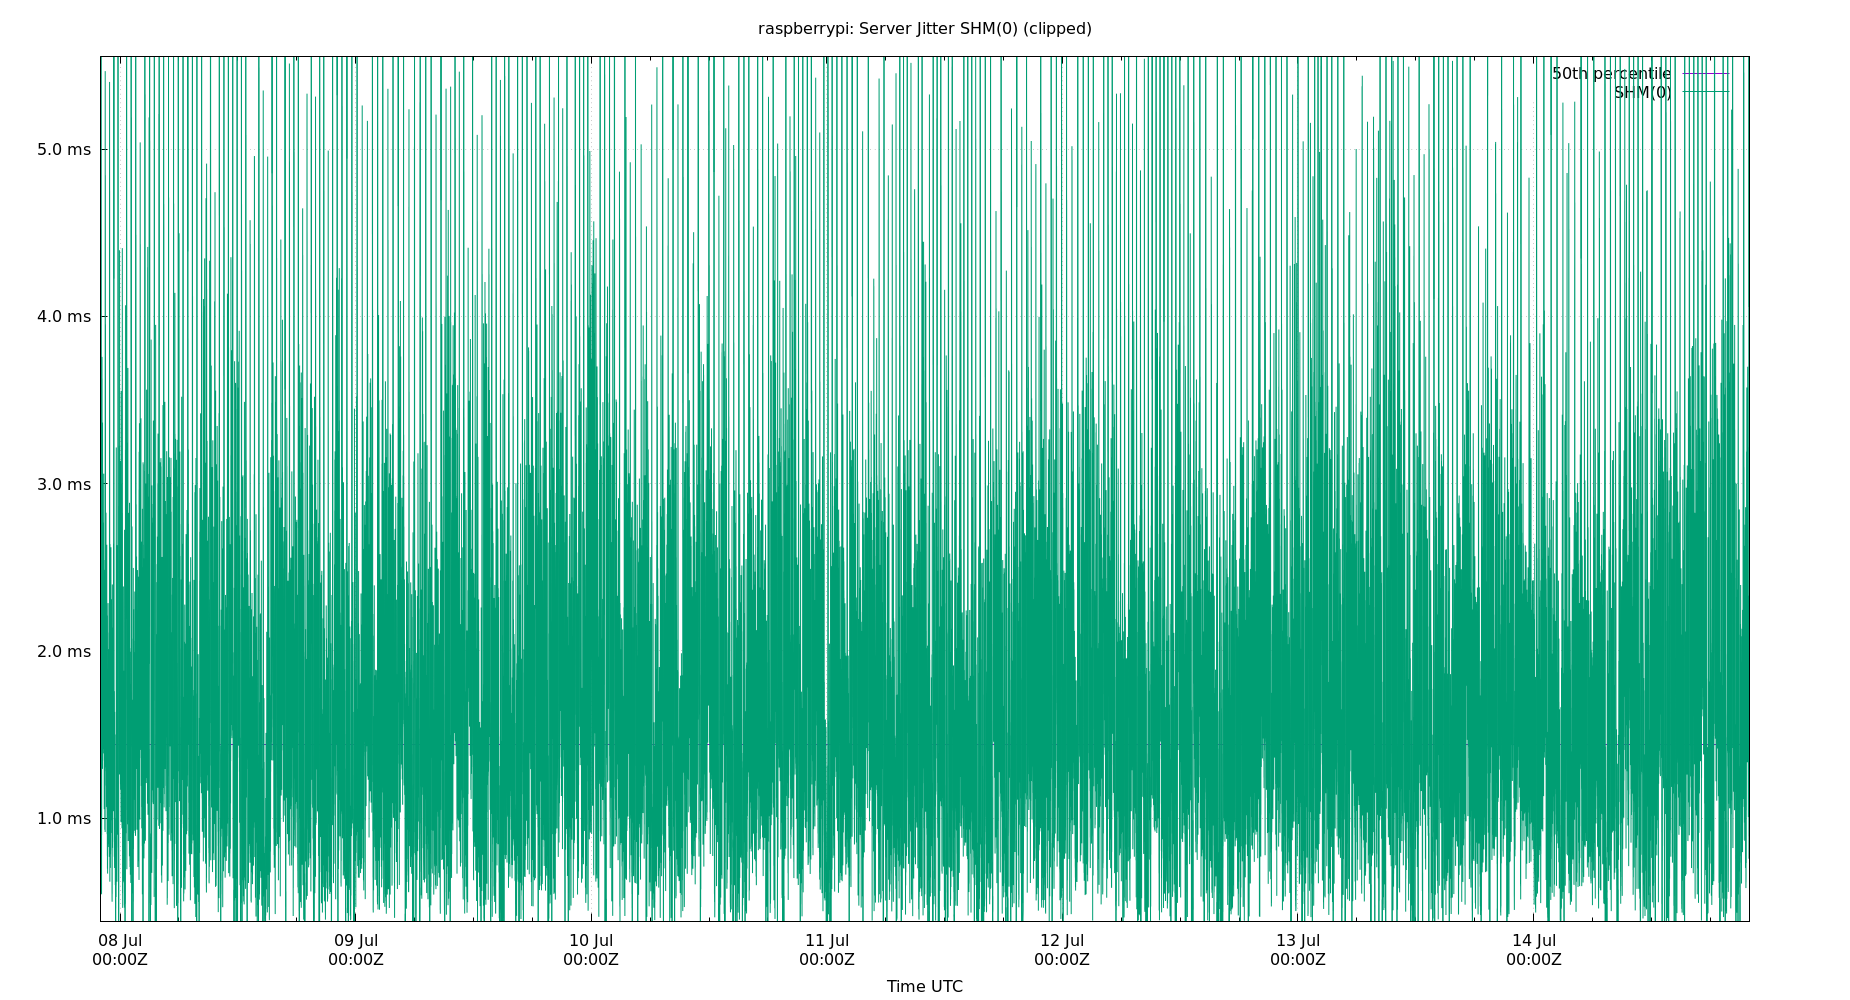 raspberrypi: Server Jitter SHM(0) (clipped)
50th percentile
SHM(0)
5.0 ms
4.0 ms
3.0 ms
2.0 ms
1.0 ms
08 Jul 09 Jul 10 Jul 11 Jul 12 Jul 13 Jul 14 Jul
00:00Z 00:00Z 00:00Z 00:00Z 00:00Z 00:00Z 00:00Z
Time UTC